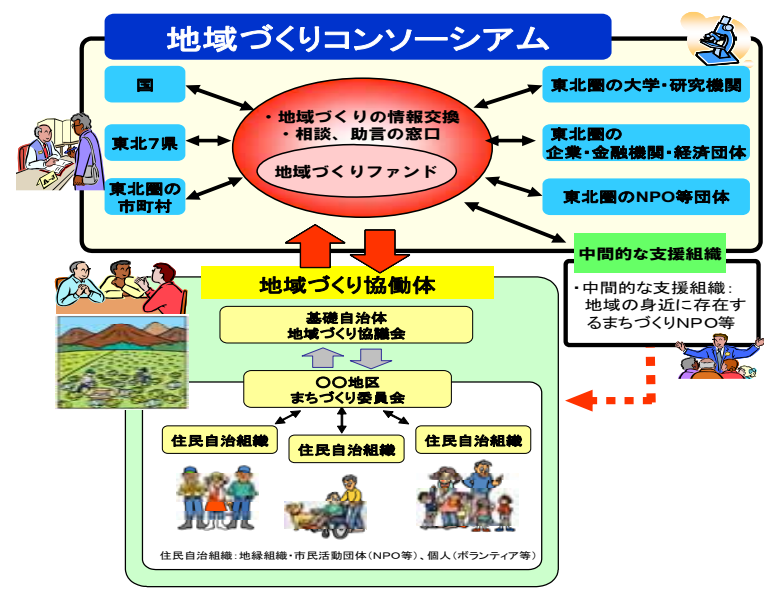 地域づくりコンソーシアム
国
東北７県
東北圏の
市町村
・地域づくりの情報交換
・相談、助言の窓口
地域づくりファンド
東北圏の大学・研究機関
東北圏の
企業・金融機関・経済団体
東北圏のNPO等団体
中間的な支援組織
・中間的な支援組織：
地域の身近に存在す
るまちづくりNPO等
地域づくり協働体
基礎自治体
地域づくり協議会
〇〇地区
まちづくり委員会
住民自治組織
住民自治組織
住民自治組織
住民自治組織：地縁組織・市民活動団体（NPO等）、個人（ボランティア等）